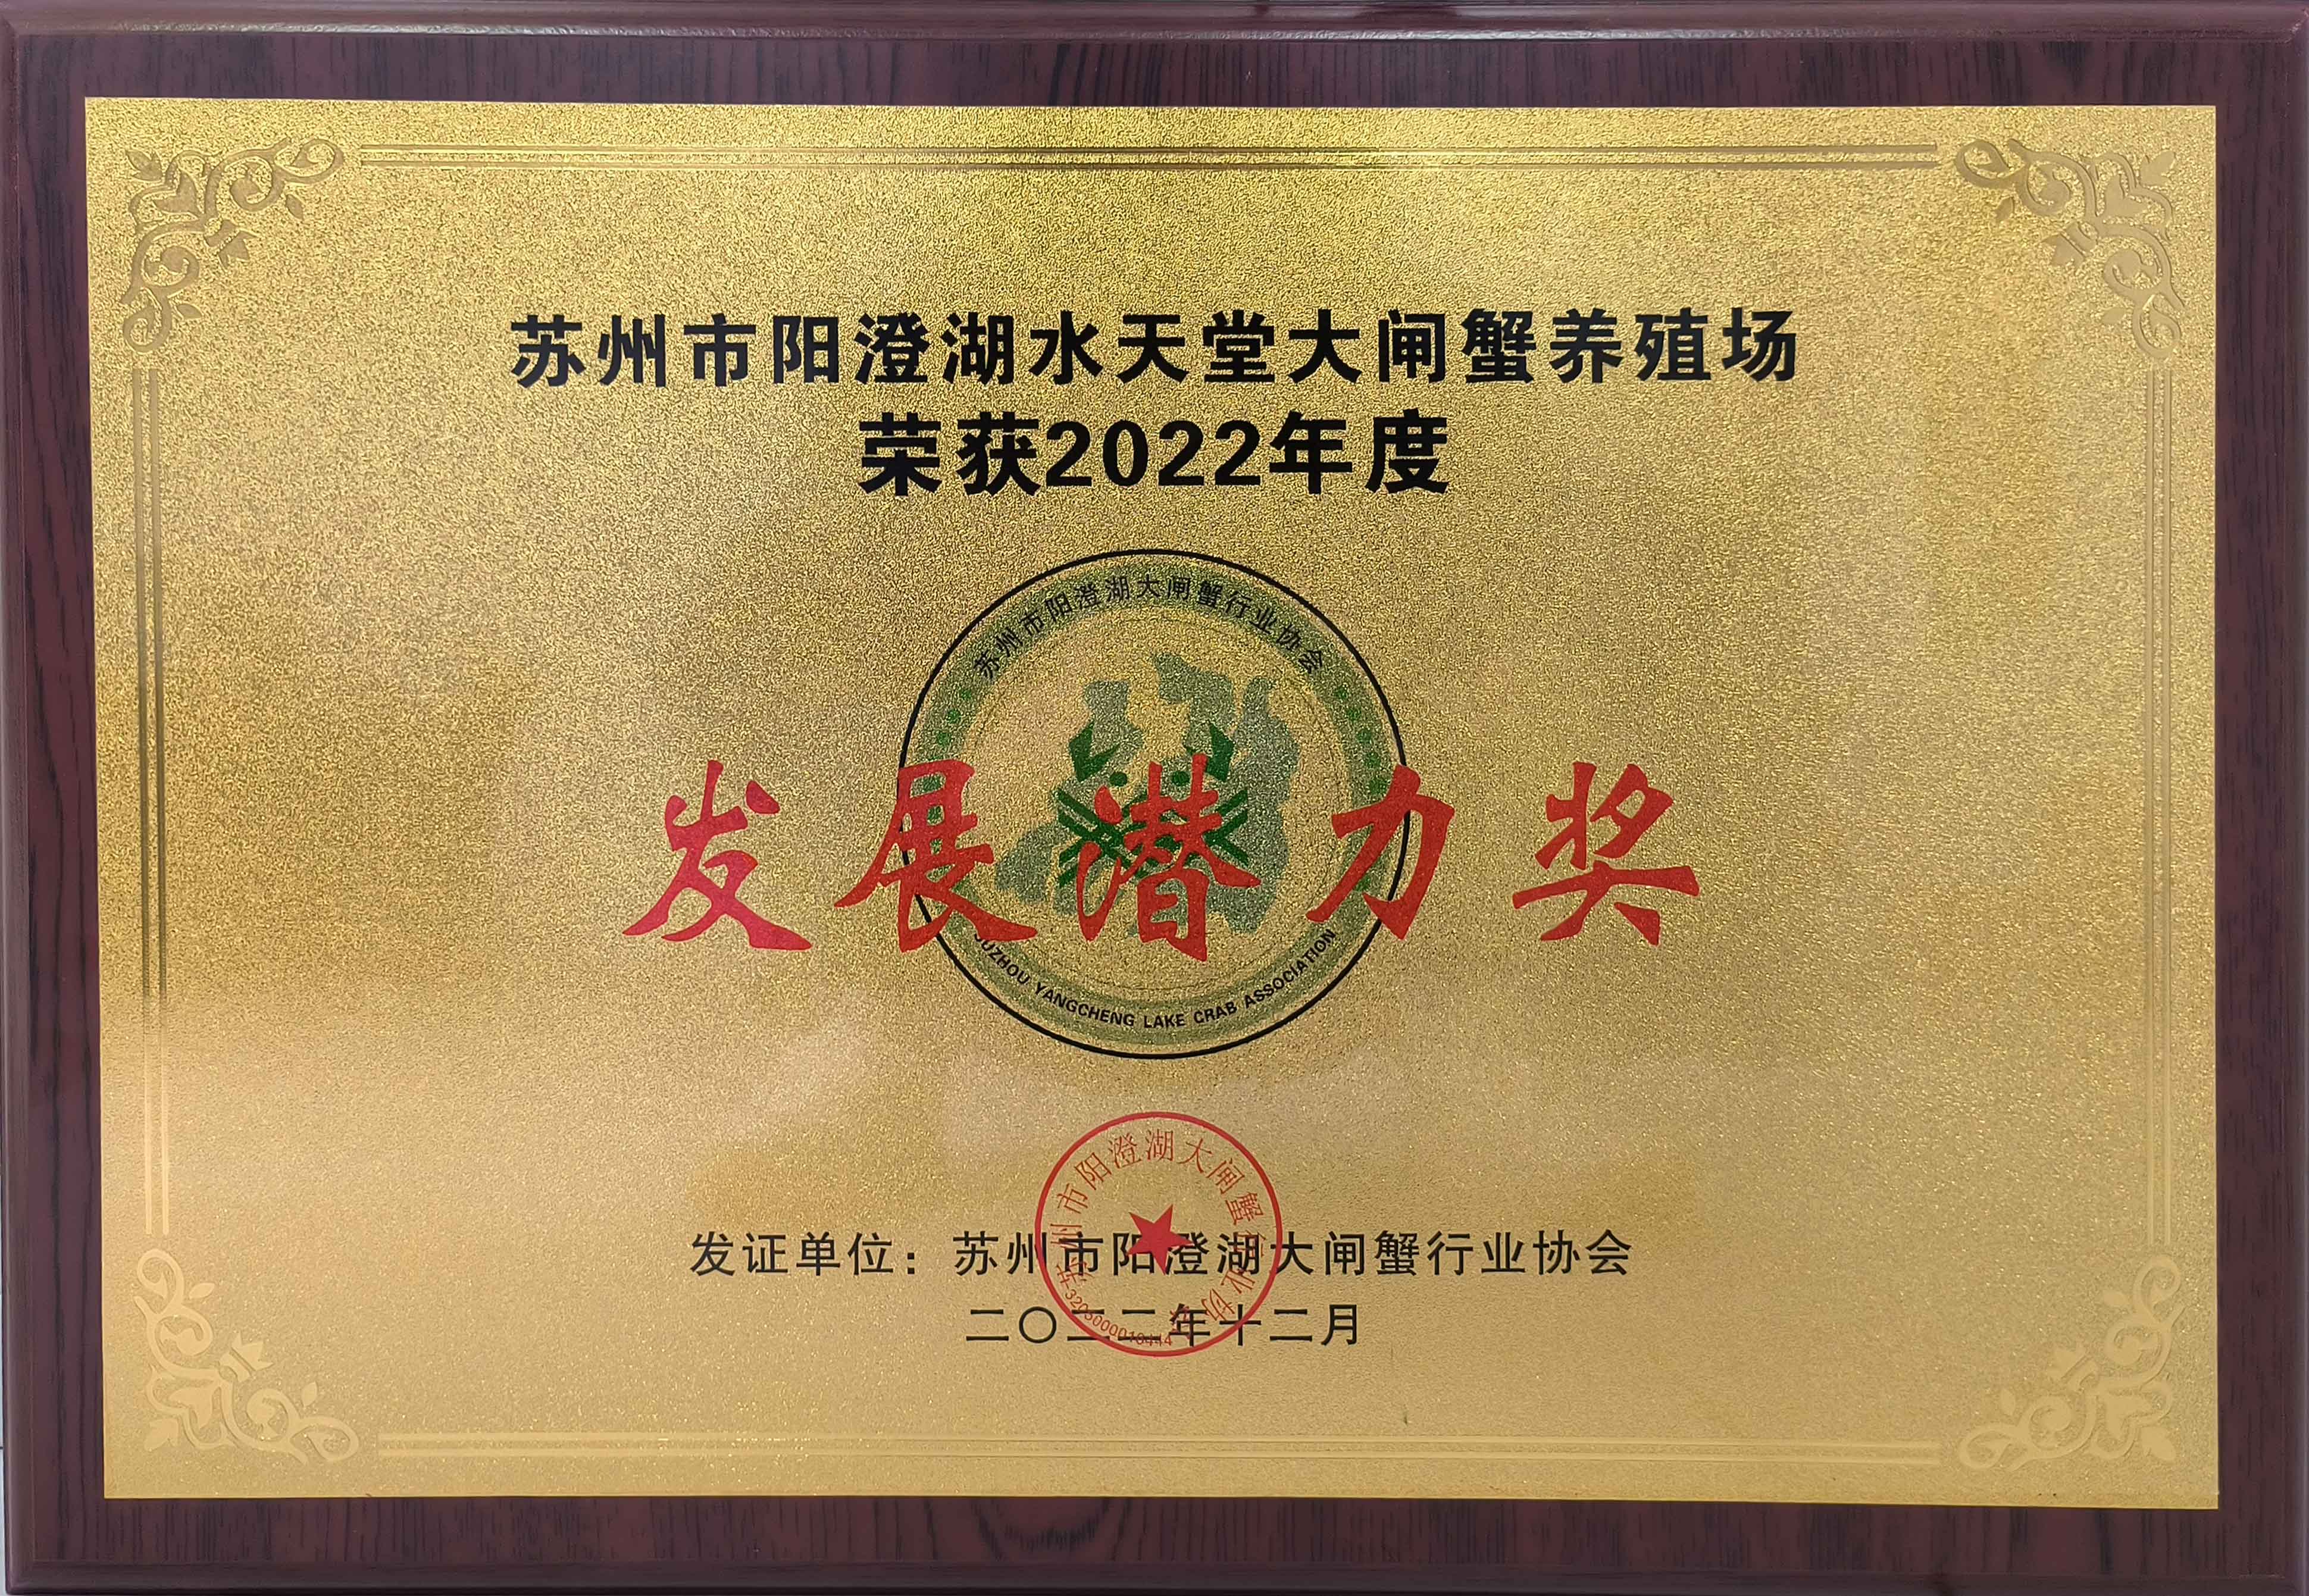 苏州市阳澄湖水天堂大闸蟹养殖场
荣获2022年度
苏州市阳澄湖大闸蟹行业协会
发展潜力奖
SUZHOU YANGCHENG LAKE CRAB ASSOCIATION
苏州市阳澄湖大闸蟹行业协会
发证单位：苏州市阳澄湖大闸蟹行业协会
二〇二二年十二月